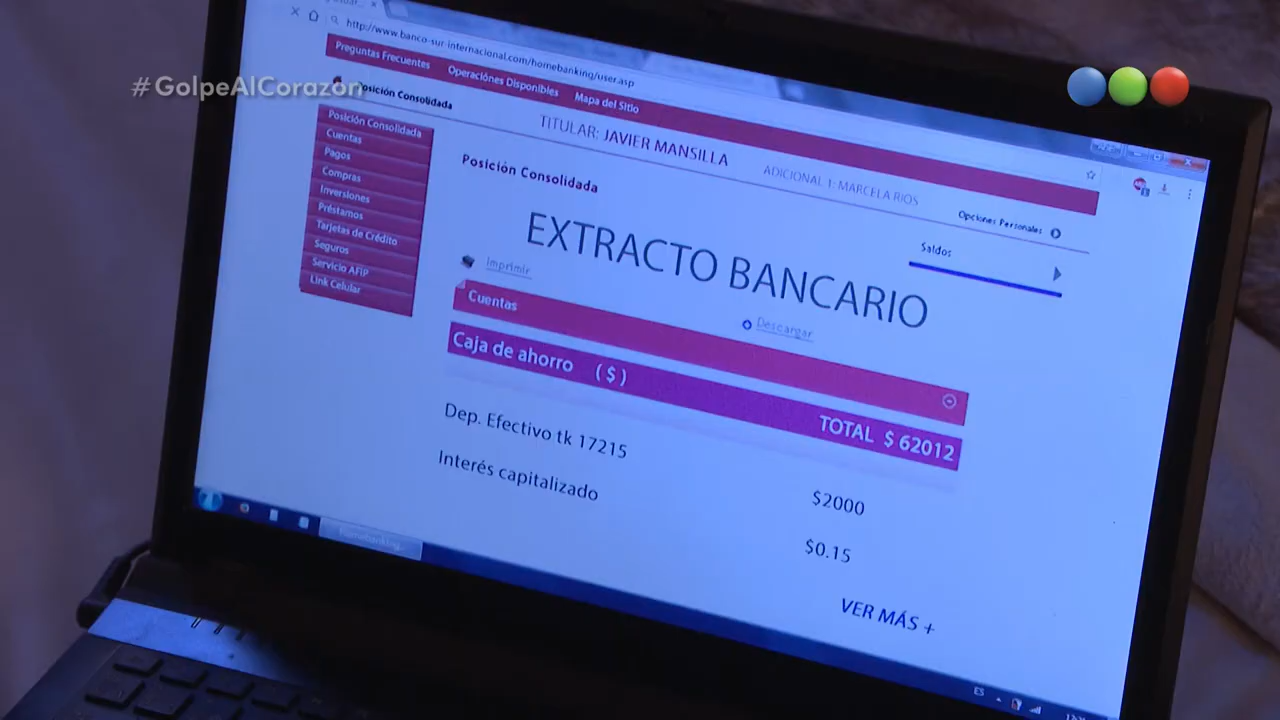 http://www.banco-sur-internacional.com/homebanking/user.asp
Preguntas Frecuentes Operaciónes Disponibles Mapa del Sitio
#GolpeAlCorazón
Posición Consolidada
TITULAR: JAVIER MANSILLA ADICIONAL 1: MARCELA RIOS
Opciones Personales
Posición Consolidada
Cuentas
Pagos
Compras
Inversiones
Préstamos
Tarjetas de Crédito
Seguros
Servicio AFIP
Link Celular
Posición Consolidada
Saldos
EXTRACTO BANCARIO
Imprimir
Descargar
Cuentas
Caja de ahorro ($)
TOTAL $ 62012
Dep. Efectivo tk 17215 $2000
Interés capitalizado $0.15
VER MÁS +
Homebanking
ES